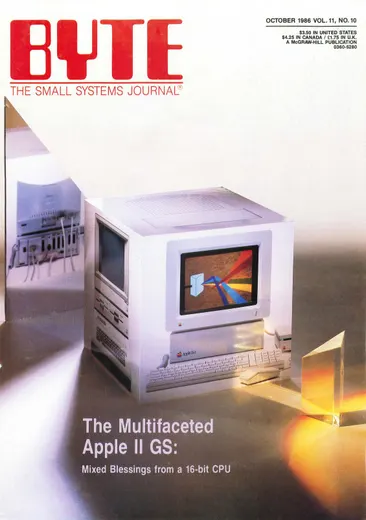 OCTOBER 1986 VOL. 11, NO. 10
$3.50 IN UNITED STATES
$4.25 IN CANADA / £1.75 IN U.K.
A McGRAW-HILL PUBLICATION
0360-5280
BYTE
THE SMALL SYSTEMS JOURNAL®
The Multifaceted
Apple II GS:
Mixed Blessings from a 16-bit CPU